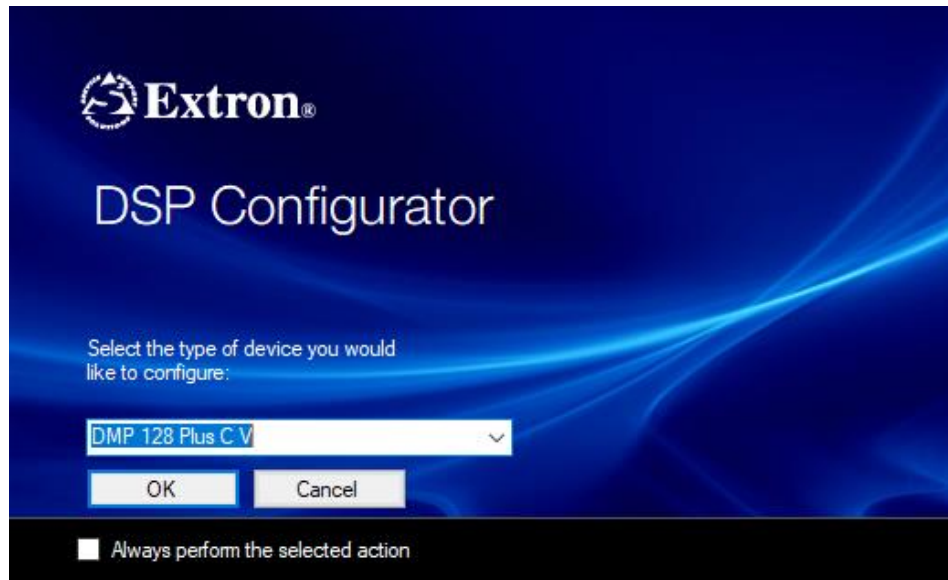 Extron®
DSP Configurator
Select the type of device you would
like to configure:
DMP 128 Plus C V
OK
Cancel
Always perform the selected action